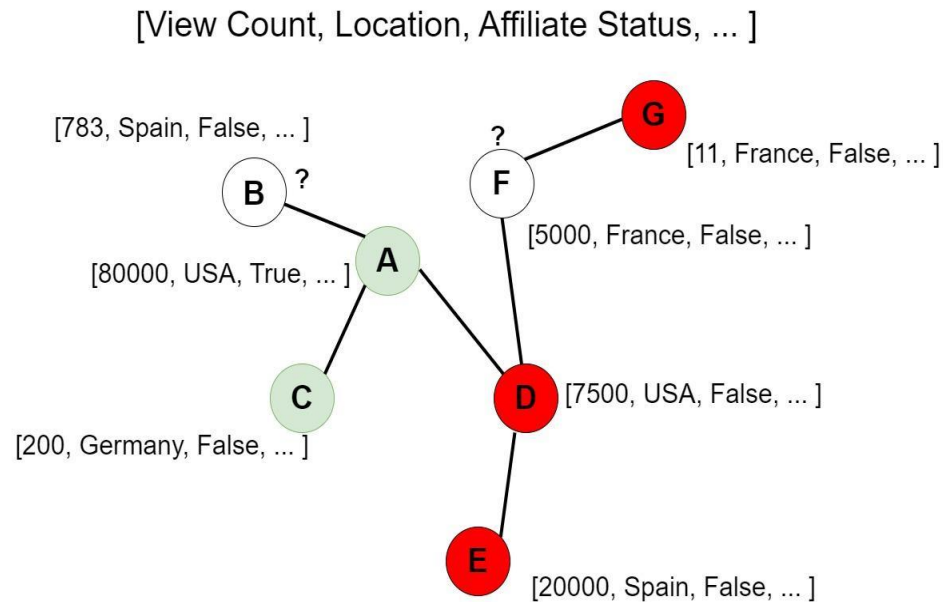 [View Count, Location, Affiliate Status, ... ]
G
[783, Spain, False, ... ]
?
[11, France, False, ... ]
B
?
F
[5000, France, False, ... ]
A
[80000, USA, True, ... ]
C
D
[7500, USA, False, ... ]
[200, Germany, False, ... ]
E
[20000, Spain, False, ... ]